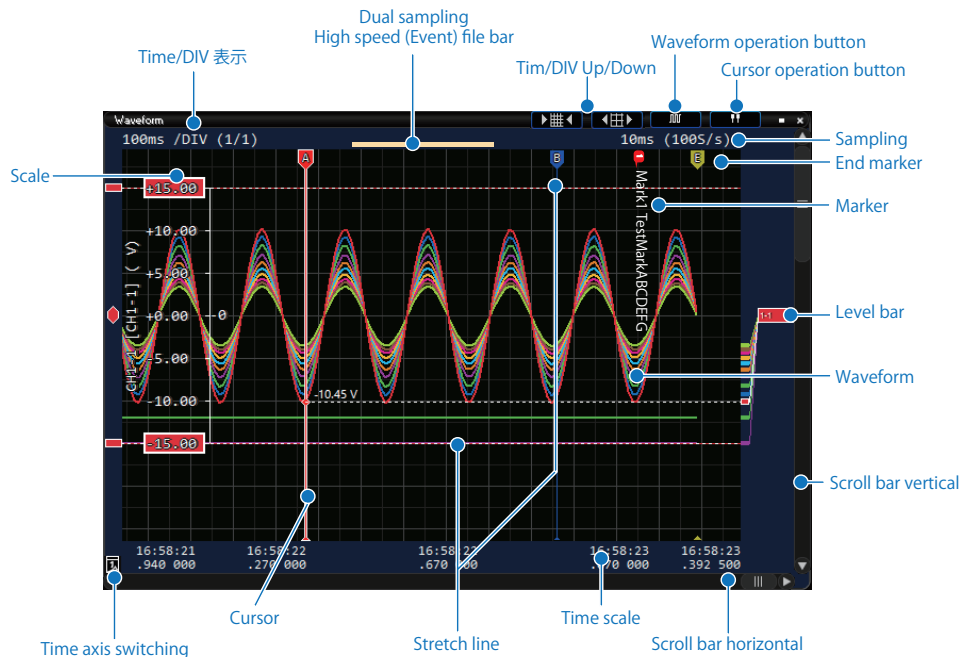 Dual sampling
High speed (Event) file bar
Time/DIV 表示
Tim/DIV Up/Down
Waveform operation button
Cursor operation button
Waveform
100ms /DIV (1/1)
10ms (100S/s)
Sampling
End marker
Scale
A
B
1
E
+15.00
Marker
Mark1 TestMarkABCDEFG
+10.00
+5.00
CH1-1 [CH1-1] ( V)
+0.00
0
1-1
Level bar
-5.00
Waveform
-10.00
-10.45 V
-15.00
Scroll bar vertical
16:58:21
.940 000
16:58:22
.270 000
.670
16:58:23
000
16:58:23
.392 500
Cursor
Time scale
Stretch line
Scroll bar horizontal
Time axis switching